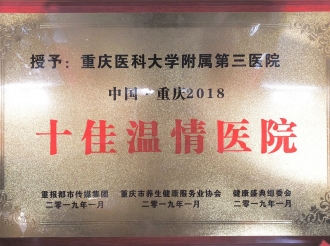 授予：重庆医科大学附属第三医院
中国·重庆2018
十佳温情医院
重报都市传媒集团 重庆市养生健康服务业协会 健康盛典组委会
二〇一九年一月 二〇一九年一月 二〇一九年一月